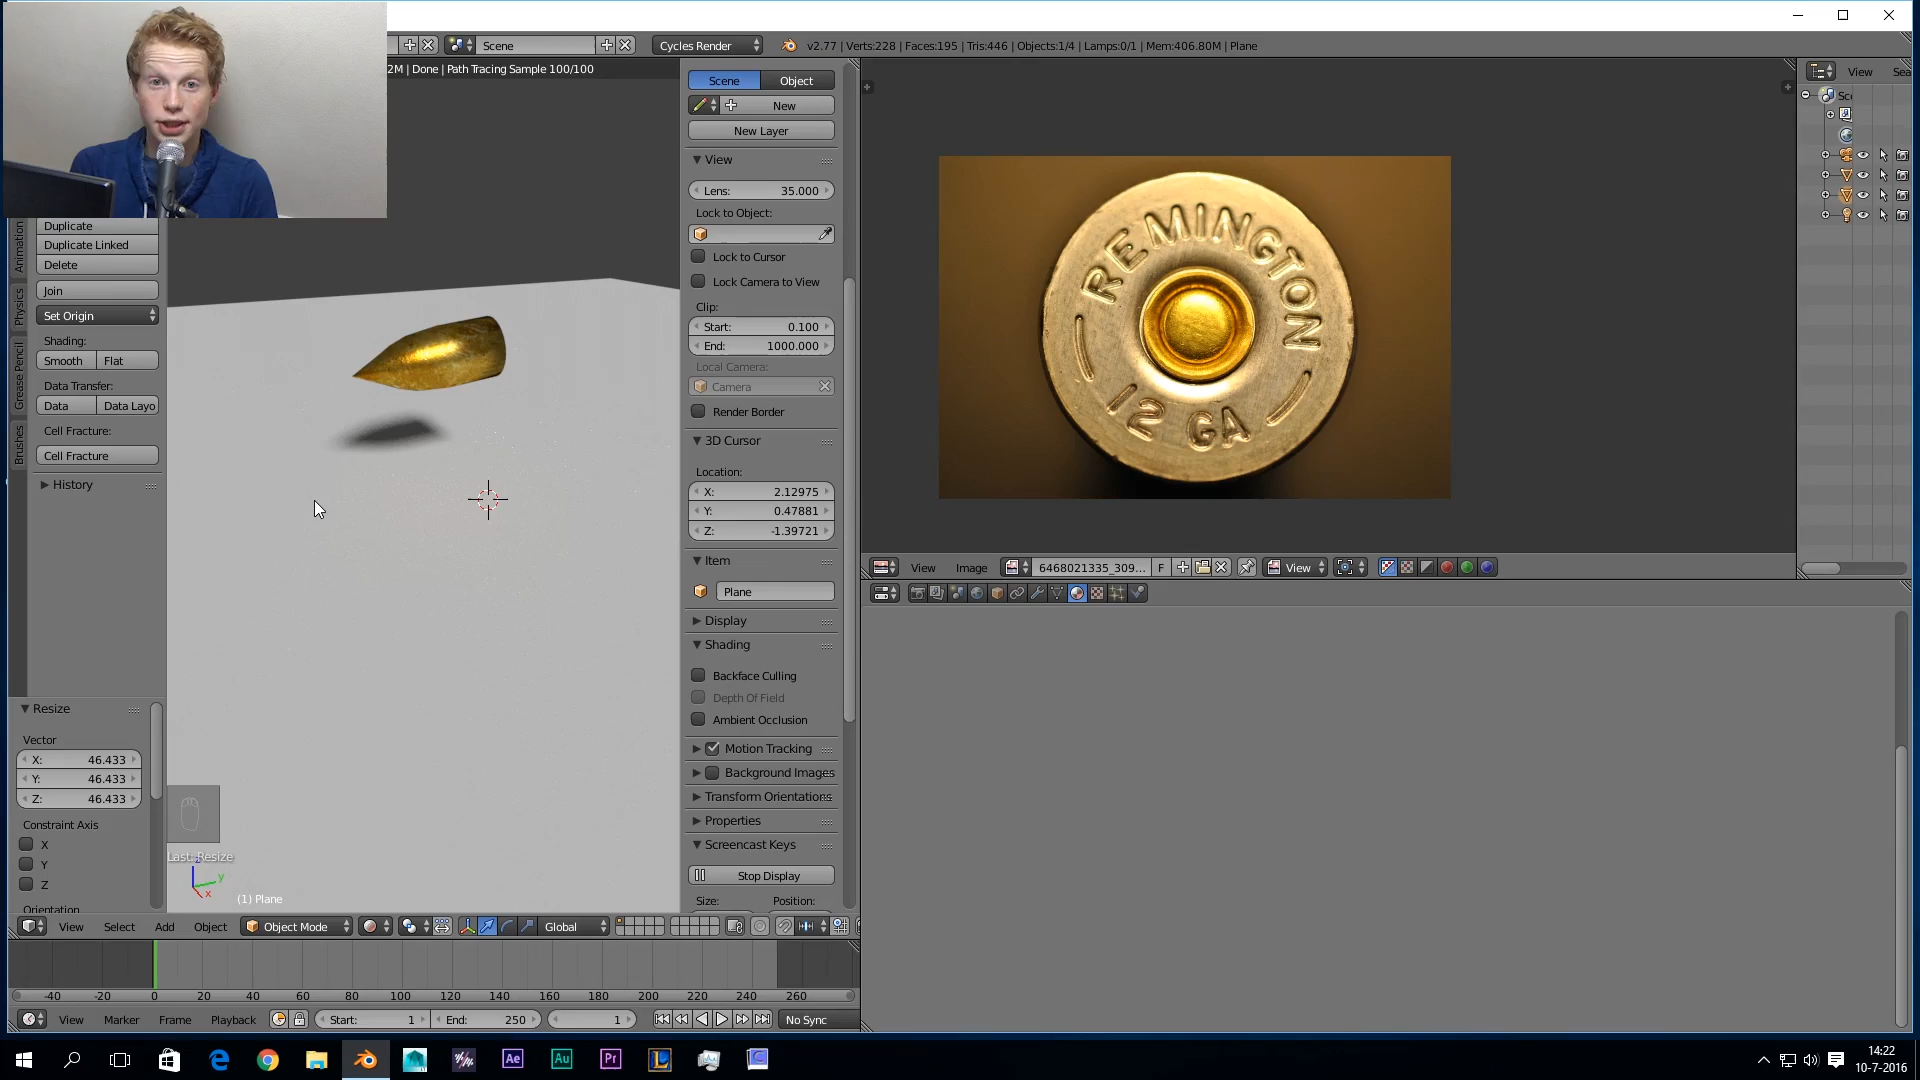 Scene
Cycles Render
v2.77 | Verts:228 | Faces:195 | Tris:446 | Objects:1/4 | Lamps:0/1 | Mem:406.80M | Plane
2M | Done | Path Tracing Sample 100/100
Animation
Physics
Grease Pencil
Brushes
Duplicate
Duplicate Linked
Delete
Join
Set Origin
Shading:
Smooth Flat
Data Transfer:
Data Data Layo
Cell Fracture:
Cell Fracture
History
Resize
Vector
X: 46.433
Y: 46.433
Z: 46.433
Constraint Axis
X
Y
Z
Orientation
Last: Resize
z
y
x
(1) Plane
Scene Object
New
New Layer
View
Lens: 35.000
Lock to Object:
Lock to Cursor
Lock Camera to View
Clip:
Start: 0.100
End: 1000.000
Local Camera:
Camera
Render Border
3D Cursor
Location:
X: 2.12975
Y: 0.47881
Z: -1.39721
Item
Plane
Display
Shading
Backface Culling
Depth Of Field
Ambient Occlusion
Motion Tracking
Background Images
Transform Orientations
Properties
Screencast Keys
Stop Display
Size: Position:
REMINGTON
12 GA
View Image 6468021335_309... F View
View Sea
Sce
View Select Add Object Object Mode Global
-40 -20 0 20 40 60 80 100 120 140 160 180 200 220 240 260
View Marker Frame Playback Start: 1 End: 250 1 No Sync
Ae Au Pr L
14:22
10-7-2016